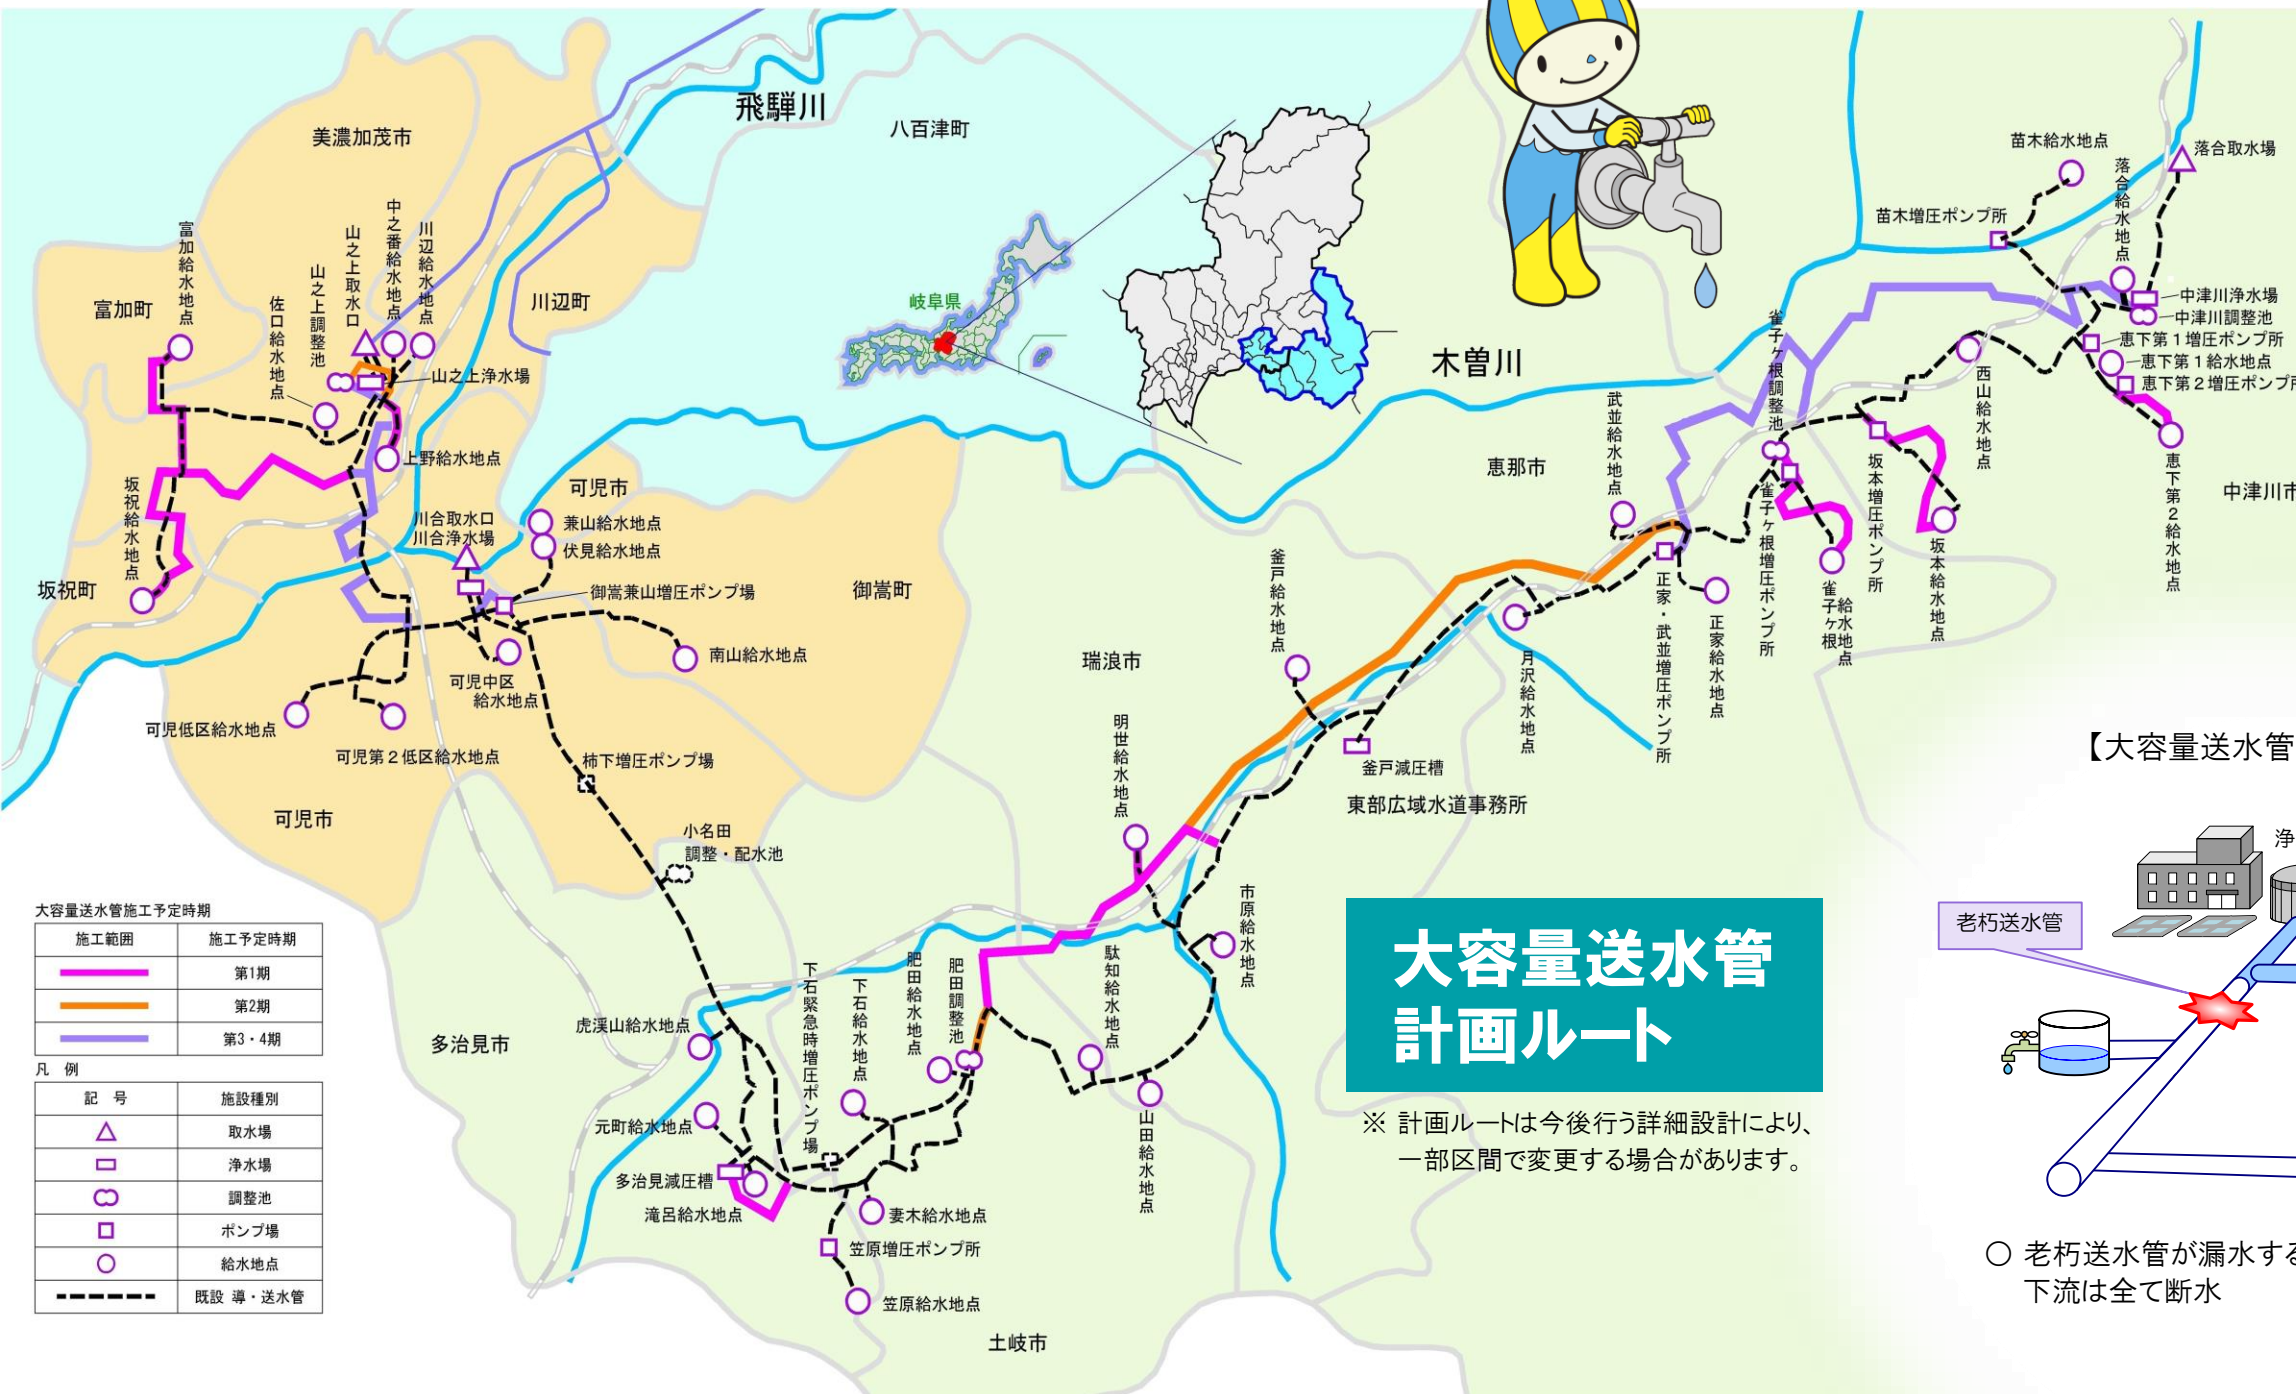 飛騨川
八百津町
美濃加茂市
苗木給水地点
落合取水場
落合給水地点
苗木増圧ポンプ所
中津川浄水場
中津川調整池
恵下第1増圧ポンプ所
恵下第1給水地点
恵下第2増圧ポンプ所
恵下第2給水地点
中津川市
富加町
富加給水地点
佐口給水地点
山之上調整池
山之上取水口
中之番給水地点
川辺給水地点
川辺町
山之上浄水場
上野給水地点
岐阜県
木曽川
雀子ケ根調整池
西山給水地点
武並給水地点
恵那市
坂本増圧ポンプ所
坂本給水地点
雀子ケ根増圧ポンプ所
雀子ケ根
給水地点
坂祝給水地点
坂祝町
可児市
川合取水口
川合浄水場
兼山給水地点
伏見給水地点
御嵩兼山増圧ポンプ場
御嵩町
南山給水地点
可児中区
給水地点
可児低区給水地点
可児第2低区給水地点
柿下増圧ポンプ場
可児市
小名田
調整・配水池
瑞浪市
釜戸給水地点
月沢給水地点
正家・武並増圧ポンプ所
正家給水地点
明世給水地点
釜戸減圧槽
東部広域水道事務所
市原給水地点
駄知給水地点
山田給水地点
肥田調整池
肥田給水地点
下石給水地点
下石緊急時増圧ポンプ場
虎渓山給水地点
多治見市
元町給水地点
多治見減圧槽
滝呂給水地点
妻木給水地点
笠原増圧ポンプ所
笠原給水地点
土岐市
大容量送水管施工予定時期
施工範囲 施工予定時期
第1期
第2期
第3・4期
凡 例
記 号 施設種別
取水場
浄水場
調整池
ポンプ場
給水地点
既設 導・送水管
大容量送水管
計画ルート
※ 計画ルートは今後行う詳細設計により、
一部区間で変更する場合があります。
【大容量送水管
浄
老朽送水管
○ 老朽送水管が漏水する
下流は全て断水